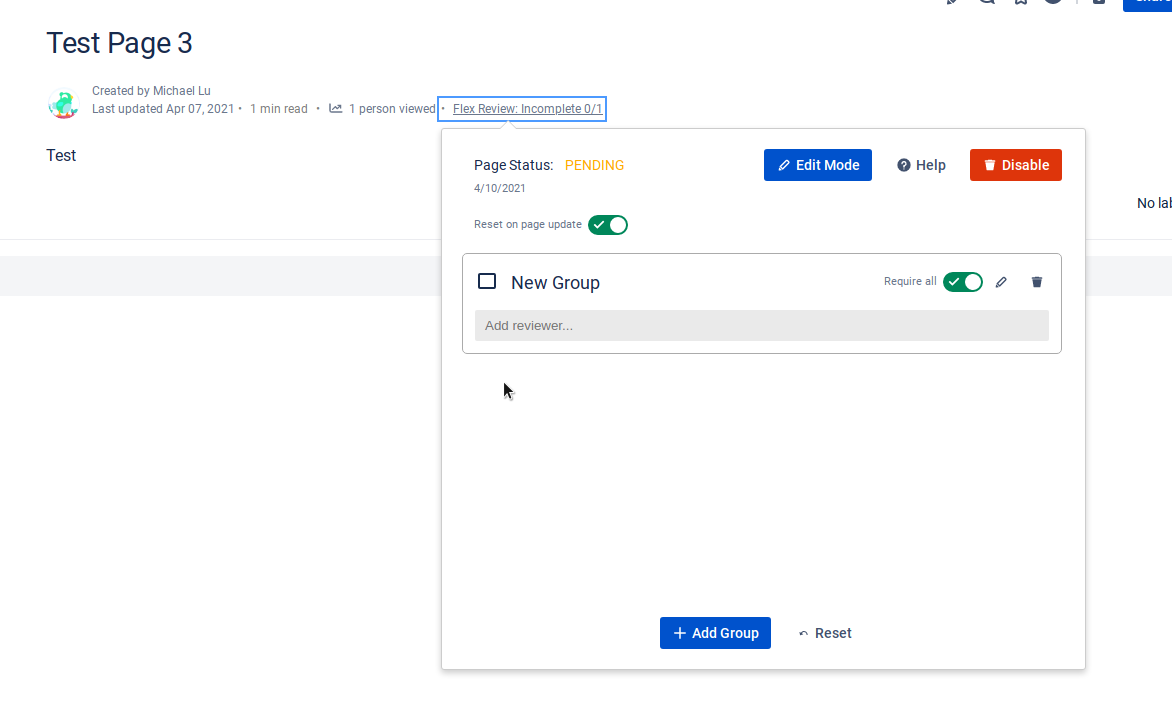 Test Page 3
Created by Michael Lu
Last updated Apr 07, 2021 • 1 min read • 1 person viewed • Flex Review: Incomplete 0/1
Test
Page Status: PENDING
Edit Mode
Help
Disable
4/10/2021
Reset on page update
No lab
New Group
Require all
Add reviewer...
Add Group
Reset